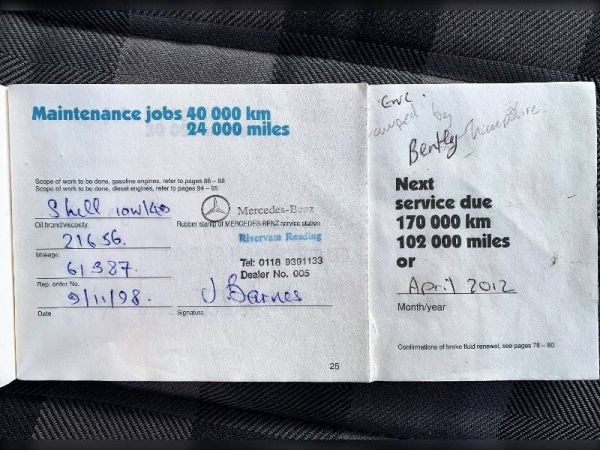 Maintenance jobs 40 000 km
24 000 miles
Scope of work to be done, gasoline engines, refer to pages 86 – 88
Scope of work to be done, diesel engines, refer to pages 94 – 95
Shell 10W/40
Oil brand/viscosity
21656.
Mileage
61387.
Rep. order No.
9/11/98.
Date
Mercedes-Benz
Rubber stamp of MERCEDES-BENZ service station
Rivervale Reading
Tel: 0118 9391133
Dealer No. 005
J Barnes
Signature
25
by
Bently Hampshire.
Next
service due
170 000 km
102 000 miles
or
April 2012
Month/year
Confirmations of brake fluid renewal, see pages 78 – 80